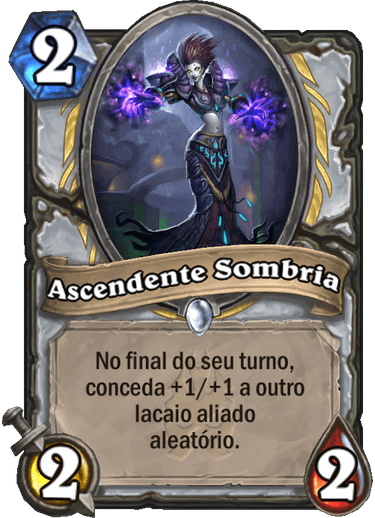 2
Ascendente Sombria
No final do seu turno,
conceda +1/+1 a outro
lacaio aliado
aleatório.
2
2